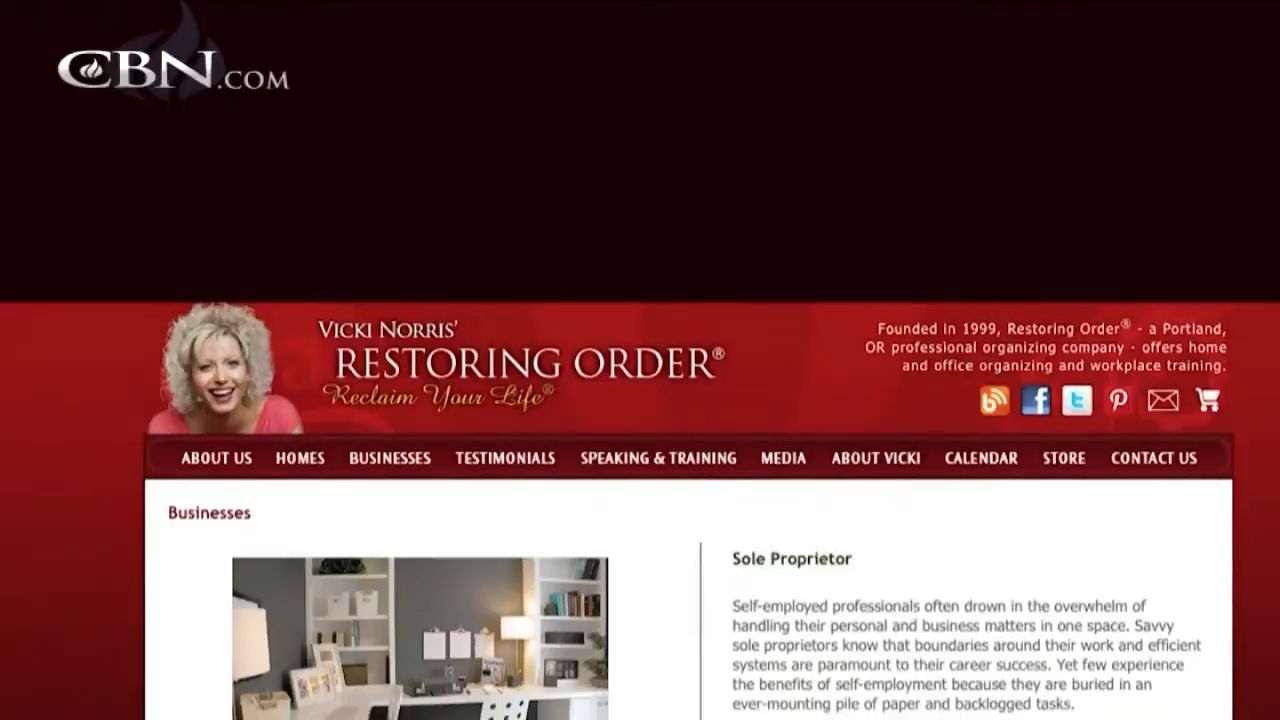 CBN.COM
VICKI NORRIS'
RESTORING ORDER®
Reclaim Your Life®
Founded in 1999, Restoring Order® - a Portland,
OR professional organizing company - offers home
and office organizing and workplace training.
ABOUT US HOMES BUSINESSES TESTIMONIALS SPEAKING & TRAINING MEDIA ABOUT VICKI CALENDAR STORE CONTACT US
Businesses
Sole Proprietor
Self-employed professionals often drown in the overwhelm of
handling their personal and business matters in one space. Savvy
sole proprietors know that boundaries around their work and efficient
systems are paramount to their career success. Yet few experience
the benefits of self-employment because they are buried in an
ever-mounting pile of paper and backlogged tasks.